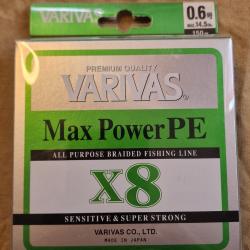 VARIVAS
0.6号
MAX 14.5lb
150m
PREMIUM QUALITY
VARIVAS®
Max PowerPE
ALL PURPOSE BRAIDED FISHING LINE
X8
SENSITIVE & SUPER STRONG
VARIVAS CO., LTD.
MADE IN JAPAN